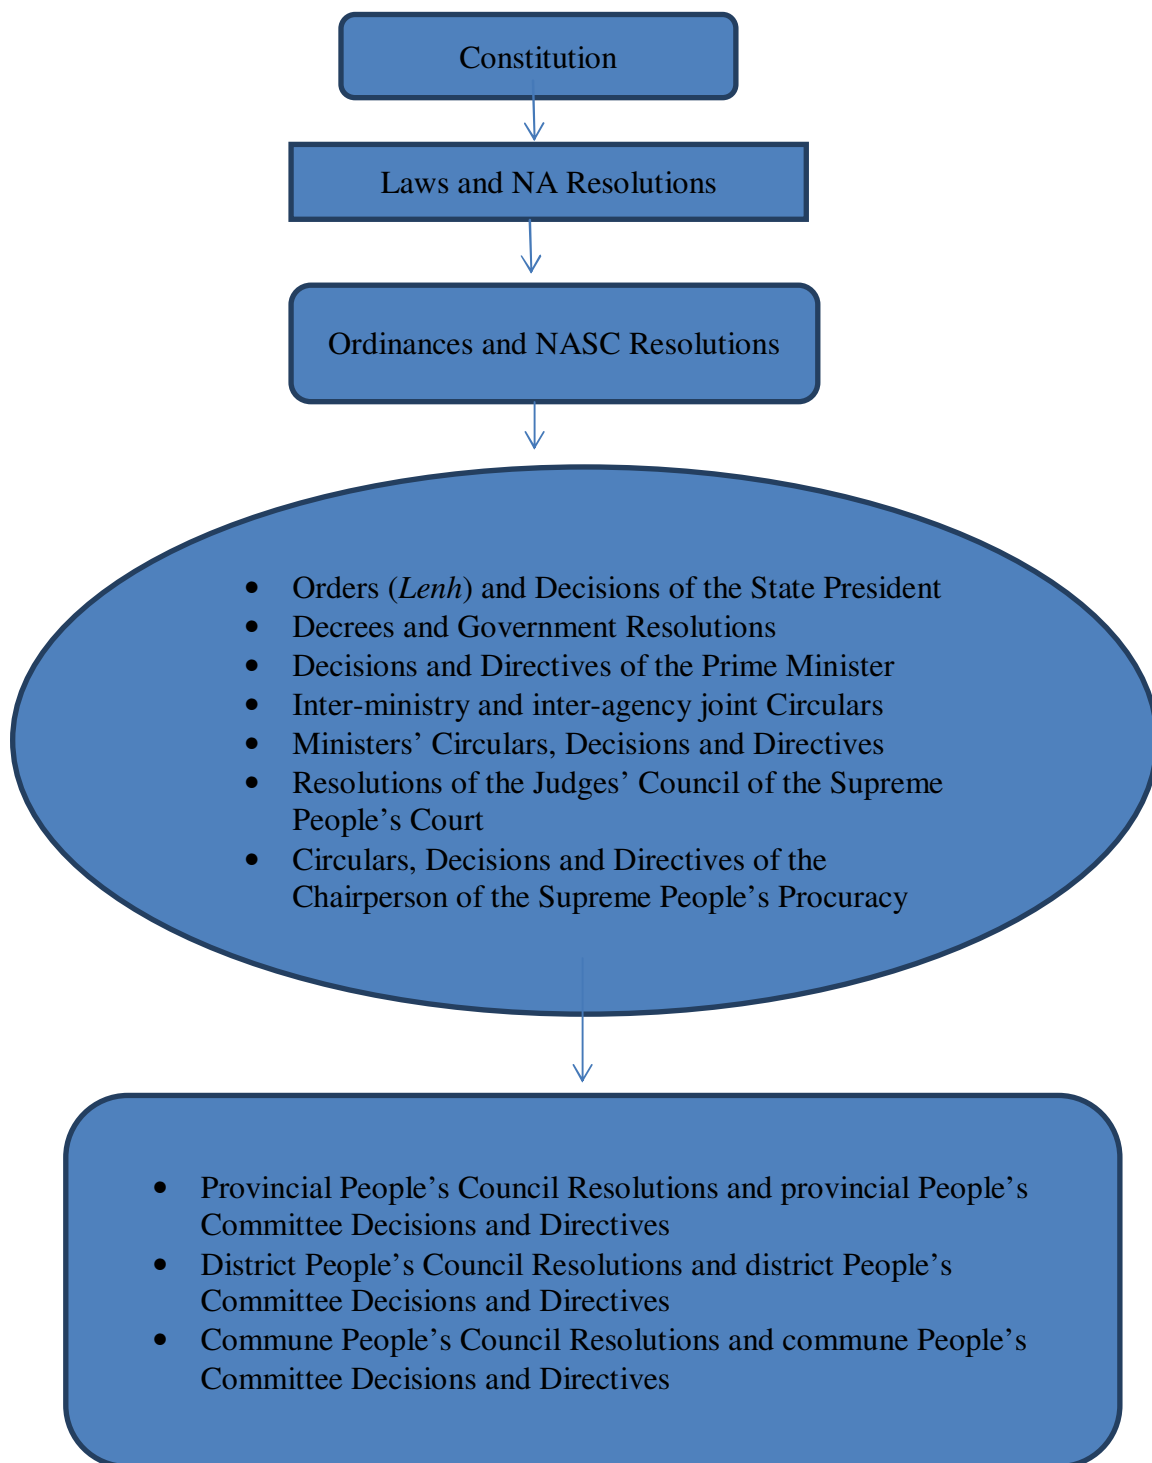 Constitution
Laws and NA Resolutions
Ordinances and NASC Resolutions
• Orders (Lenh) and Decisions of the State President
• Decrees and Government Resolutions
• Decisions and Directives of the Prime Minister
• Inter-ministry and inter-agency joint Circulars
• Ministers’ Circulars, Decisions and Directives
• Resolutions of the Judges’ Council of the Supreme
People’s Court
• Circulars, Decisions and Directives of the
Chairperson of the Supreme People’s Procuracy
• Provincial People’s Council Resolutions and provincial People’s
Committee Decisions and Directives
• District People’s Council Resolutions and district People’s
Committee Decisions and Directives
• Commune People’s Council Resolutions and commune People’s
Committee Decisions and Directives